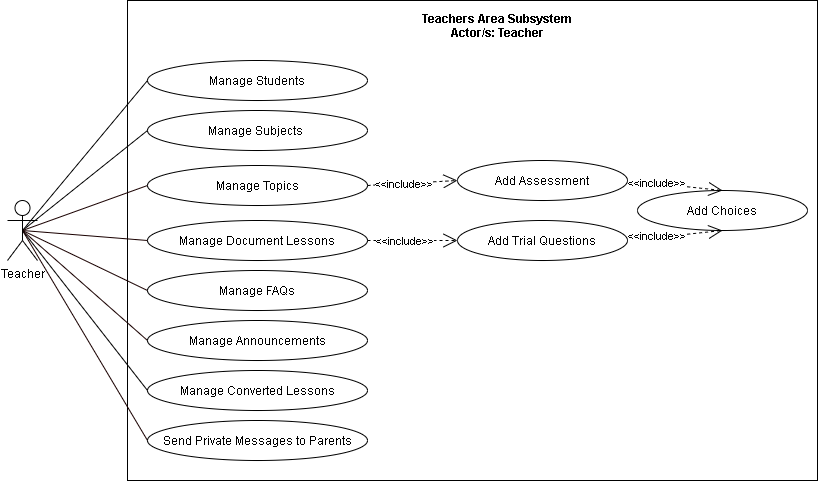 Teachers Area Subsystem
Actor/s: Teacher
Manage Students
Manage Subjects
Manage Topics
<<include>>
Add Assessment
<<include>>
Add Choices
Manage Document Lessons
<<include>>
Add Trial Questions
<<include>>
Teacher
Manage FAQs
Manage Announcements
Manage Converted Lessons
Send Private Messages to Parents